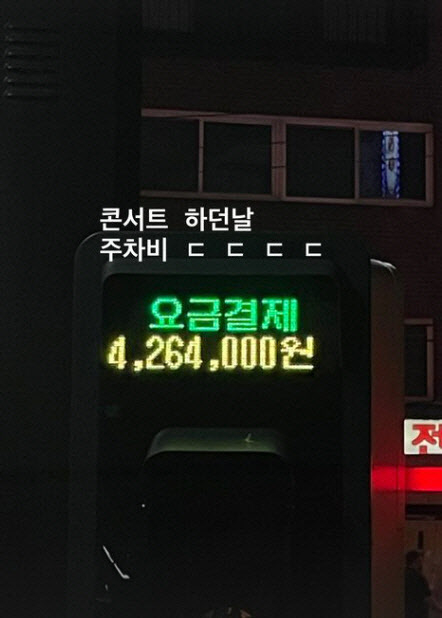 콘서트 하던날
주차비 ㄷ ㄷ ㄷ ㄷ
요금결제
4,264,000원